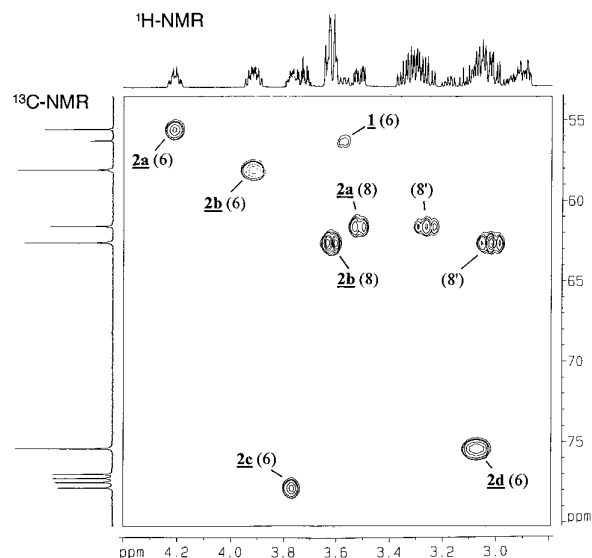 ¹H-NMR
¹³C-NMR
1 (6)
2a (6)
2b (6)
2a (8)
(8')
2b (8)
(8')
2c (6)
2d (6)
55
60
65
70
75
ppm
ppm 4.2 4.0 3.8 3.6 3.4 3.2 3.0